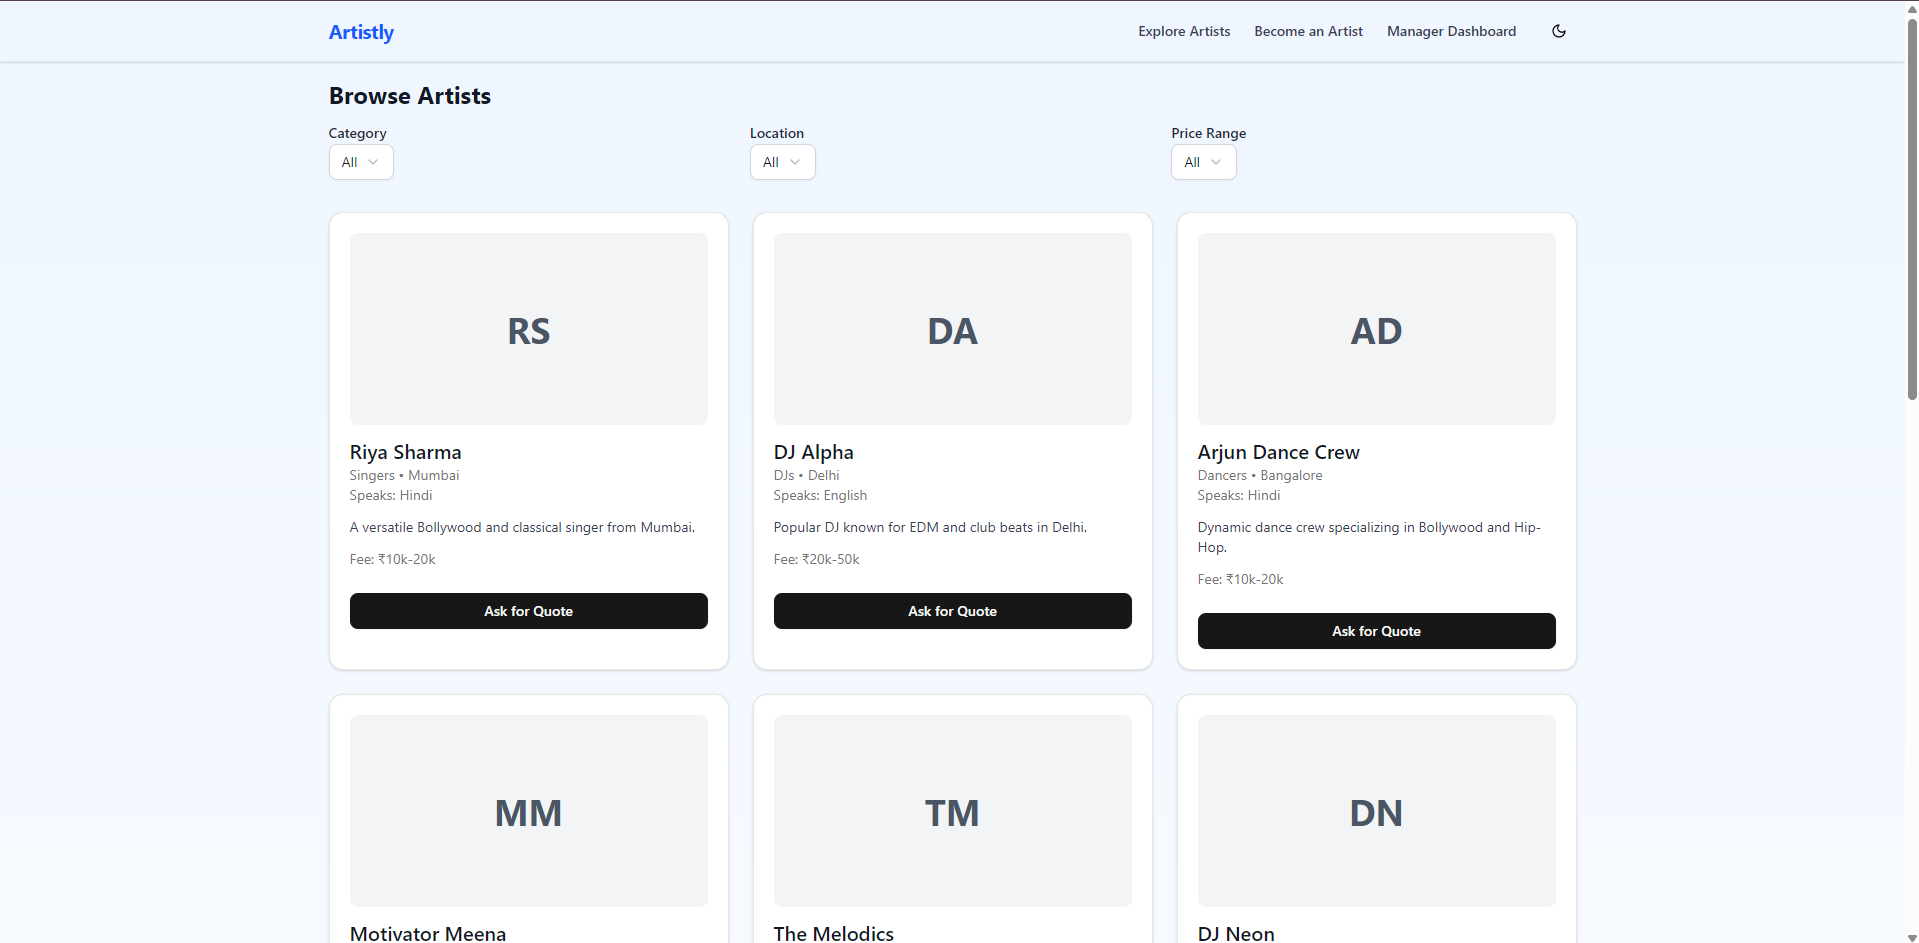 Artistly
Explore Artists
Become an Artist
Manager Dashboard
Browse Artists
Category
Location
Price Range
All
All
All
RS
Riya Sharma
Singers • Mumbai
Speaks: Hindi
A versatile Bollywood and classical singer from Mumbai.
Fee: ₹10k-20k
Ask for Quote
DA
DJ Alpha
DJs • Delhi
Speaks: English
Popular DJ known for EDM and club beats in Delhi.
Fee: ₹20k-50k
Ask for Quote
AD
Arjun Dance Crew
Dancers • Bangalore
Speaks: Hindi
Dynamic dance crew specializing in Bollywood and Hip-
Hop.
Fee: ₹10k-20k
Ask for Quote
MM
Motivator Meena
TM
The Melodics
DN
DJ Neon